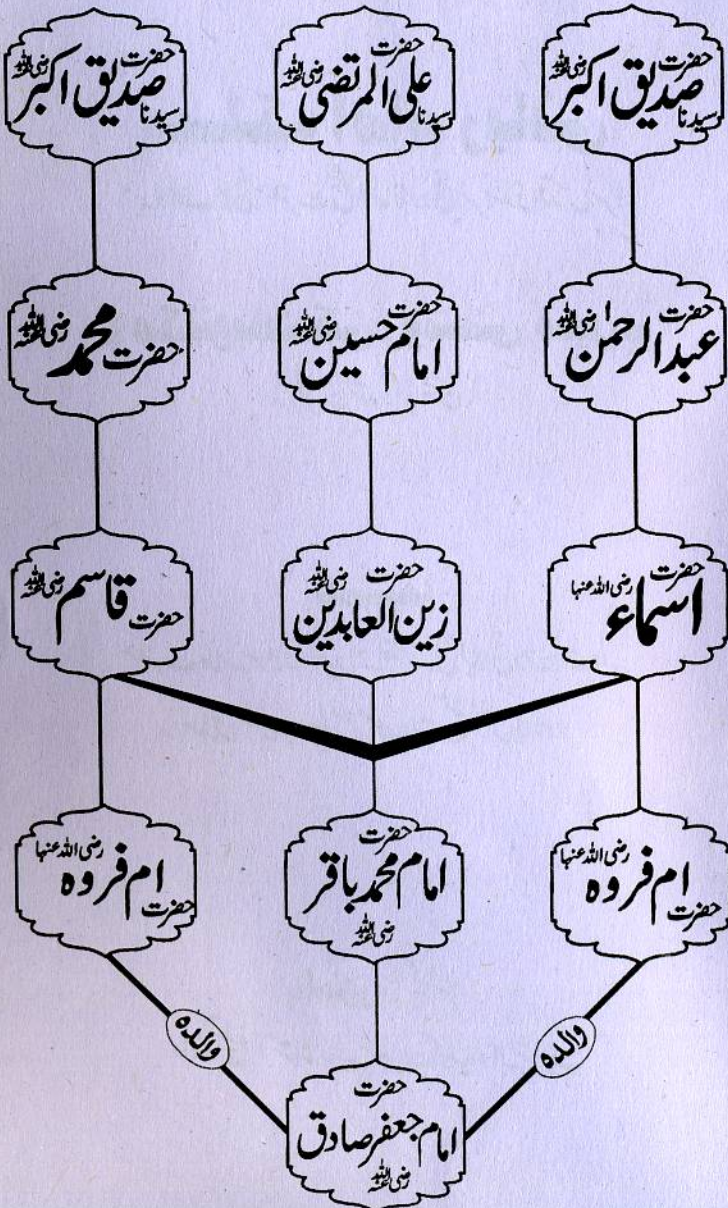 حضرت سیدنا صدیق اکبر رضی اللہ عنہ
حضرت سیدنا علی المرتضیٰ رضی اللہ عنہ
حضرت سیدنا صدیق اکبر رضی اللہ عنہ
حضرت عبدالرحمٰن رضی اللہ عنہ
حضرت امام حسین رضی اللہ عنہ
حضرت محمد رضی اللہ عنہ
حضرت اسماء رضی اللہ عنہا
حضرت زین العابدین رضی اللہ عنہ
حضرت قاسم رضی اللہ عنہ
حضرت ام فروہ رضی اللہ عنہا
حضرت امام محمد باقر رضی اللہ عنہ
حضرت ام فروہ رضی اللہ عنہا
والدہ
والدہ
حضرت امام جعفر صادق رضی اللہ عنہ